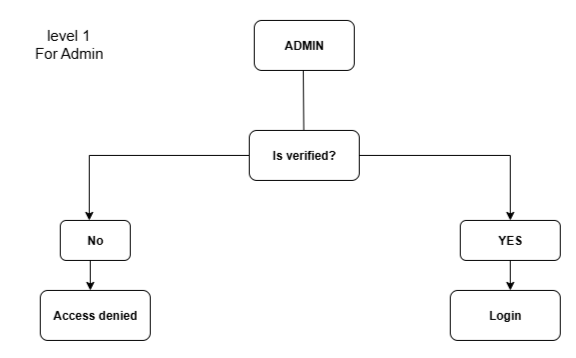 level 1
For Admin
ADMIN
Is verified?
No
YES
Access denied
Login